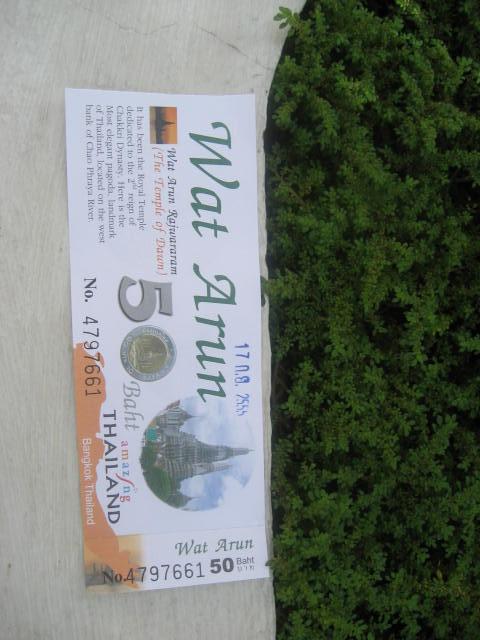 Wat Arun
17 ก.ย. 2555
Wat Arun Rajwararam
(The Temple of Dawn)
It has been the Royal Temple
dedicated to the 2nd reign of
Chakkri Dynasty. Here is the
Most elegant pagoda, landmark
of Thailand, located on the west
bank of Chao Phraya River.
50
Baht
No. 4797661
amazing
THAILAND
Bangkok Thailand
Wat Arun
50 Baht
บาท
No.4797661